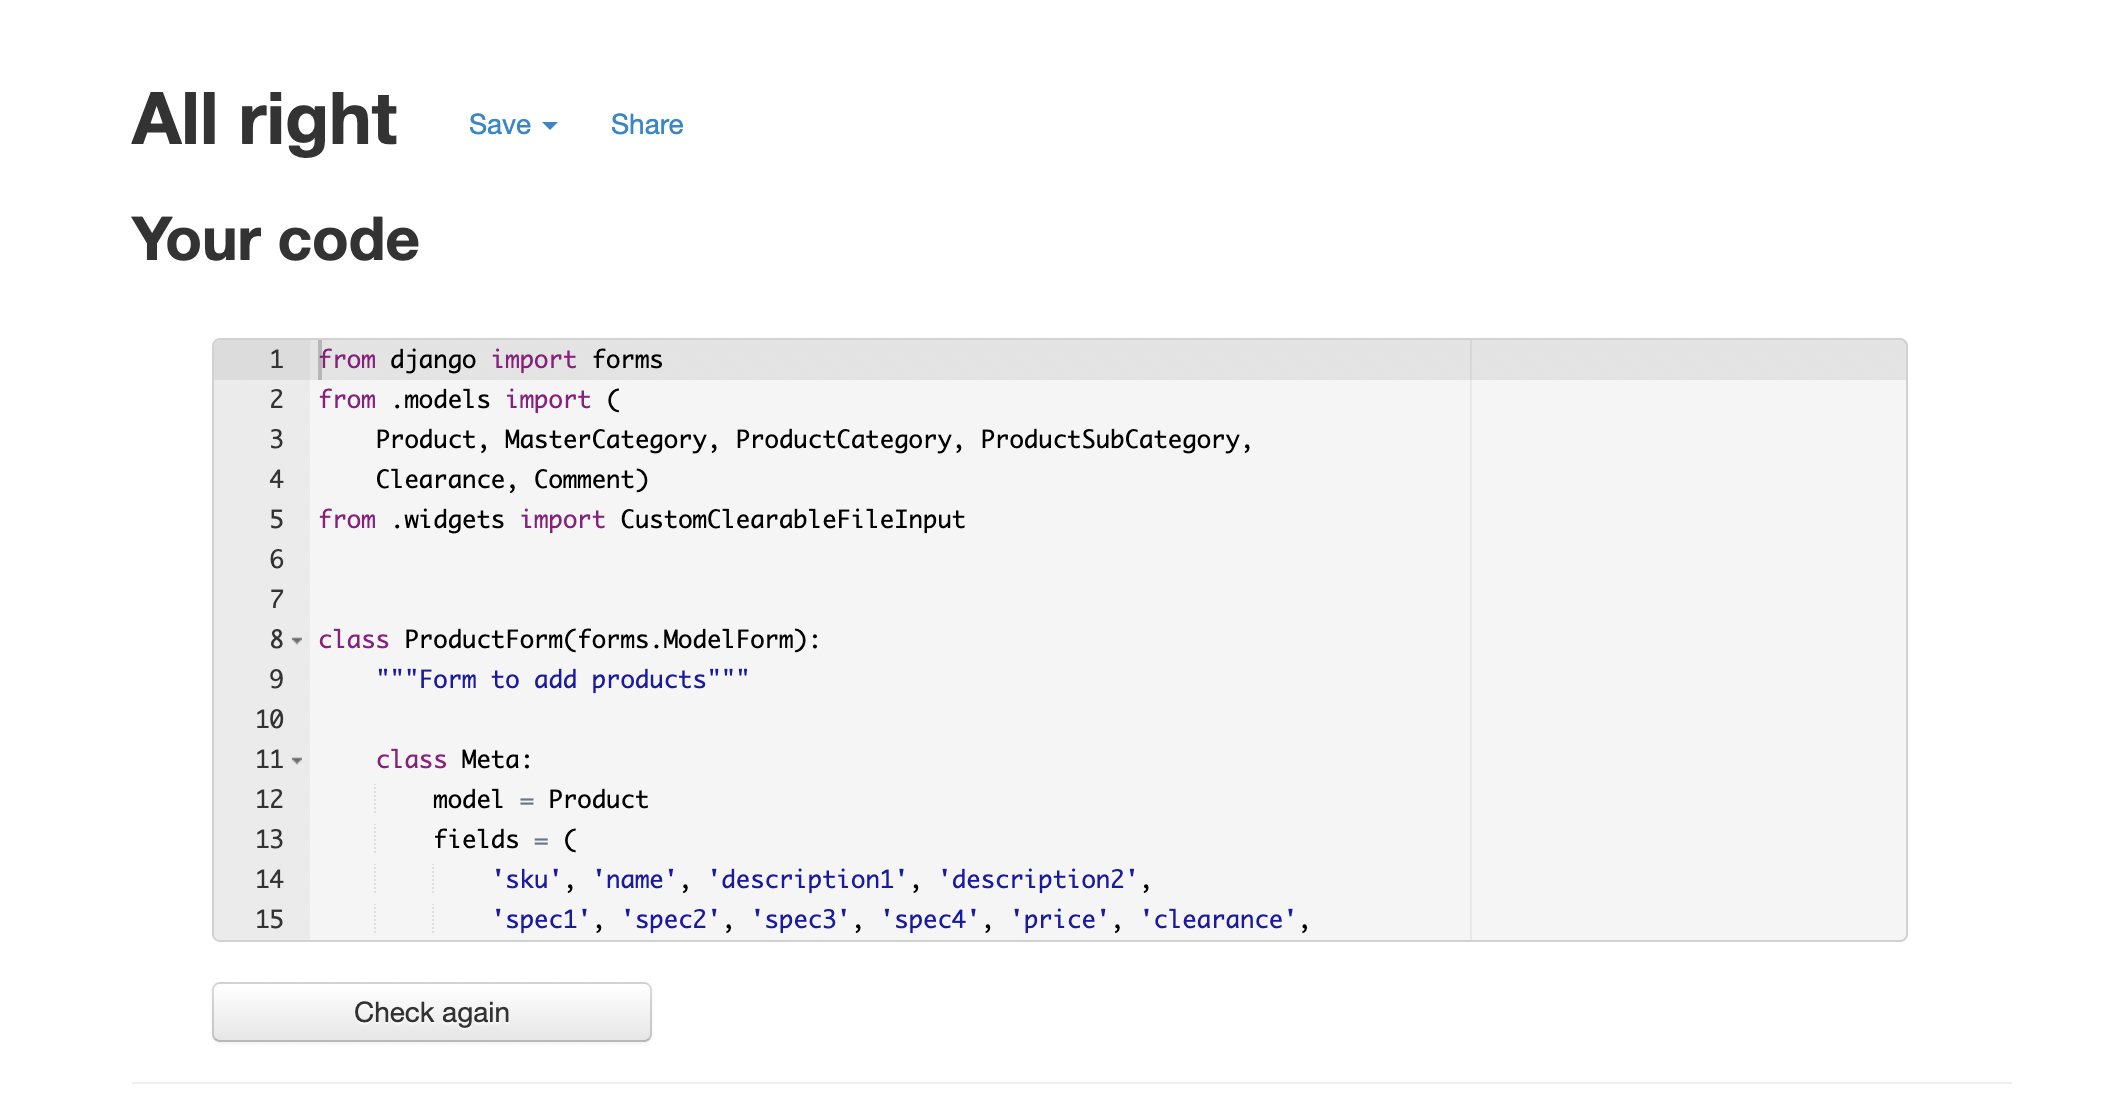 All right Save Share
Your code
1 from django import forms
2 from .models import (
3     Product, MasterCategory, ProductCategory, ProductSubCategory,
4     Clearance, Comment)
5 from .widgets import CustomClearableFileInput
6
7
8 class ProductForm(forms.ModelForm):
9     """Form to add products"""
10
11     class Meta:
12         model = Product
13         fields = (
14             'sku', 'name', 'description1', 'description2',
15             'spec1', 'spec2', 'spec3', 'spec4', 'price', 'clearance',
Check again